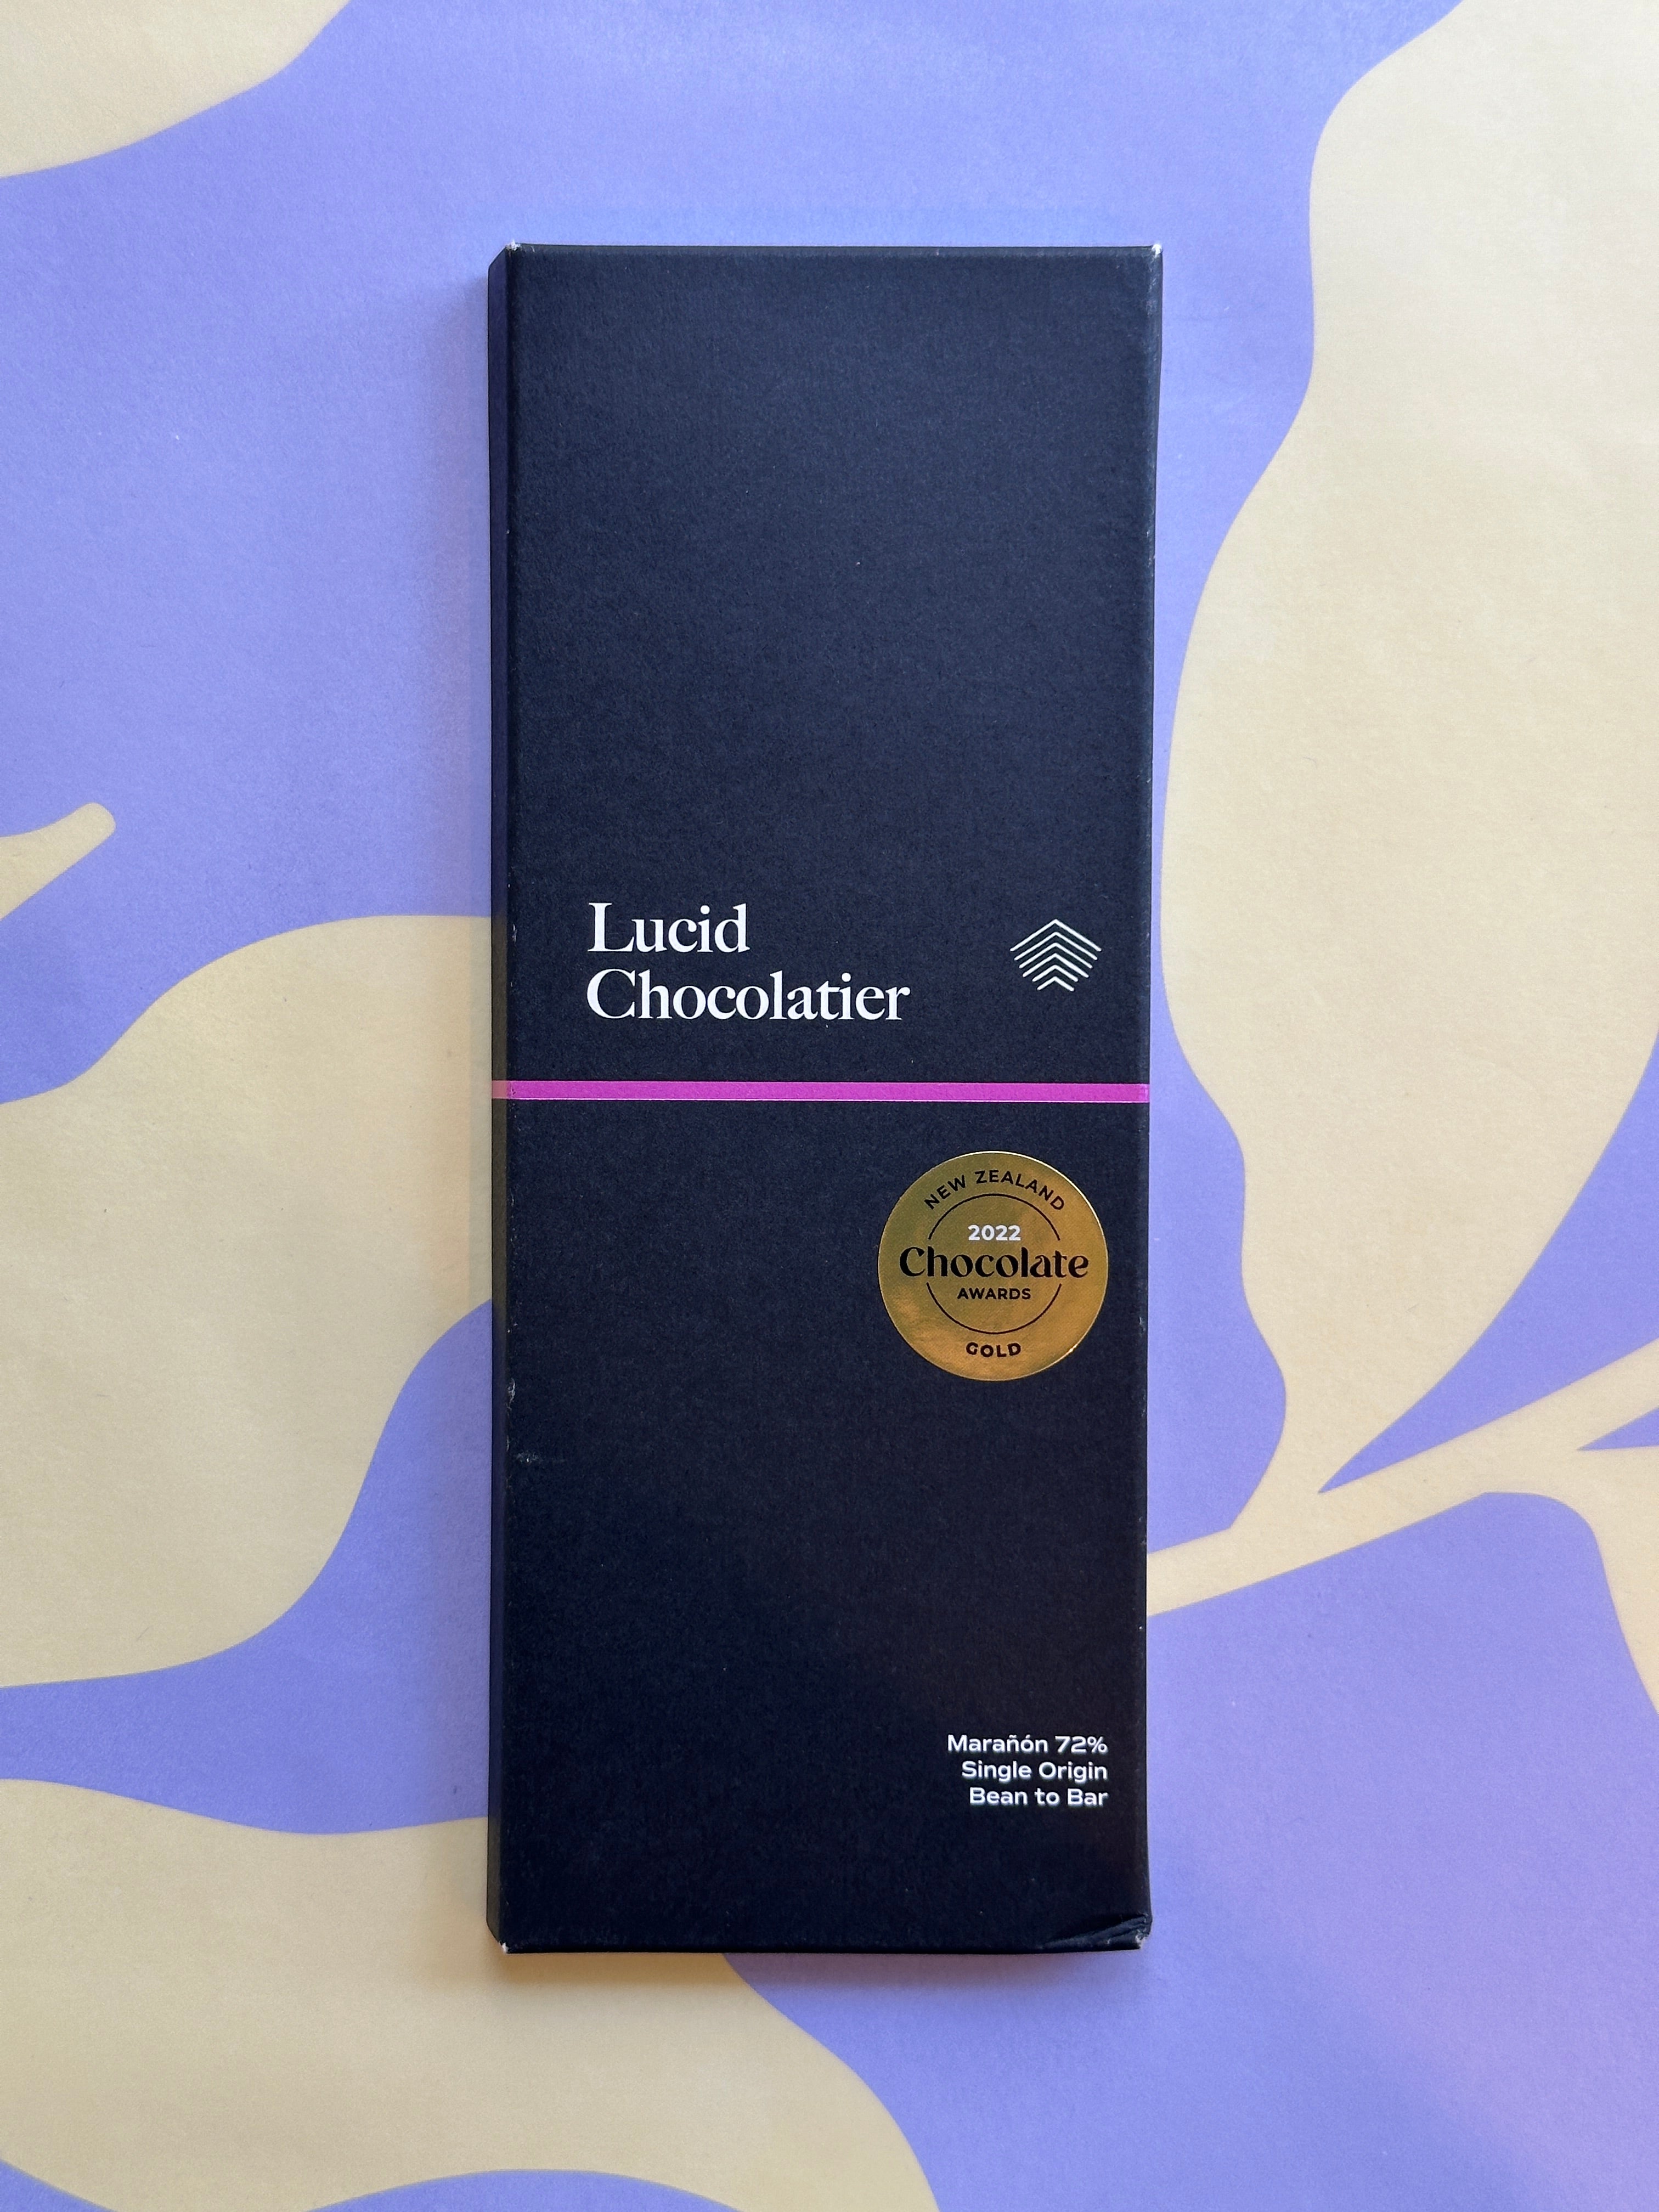 Lucid
Chocolatier
NEW ZEALAND
2022
Chocolate
AWARDS
GOLD
Marañón 72%
Single Origin
Bean to Bar